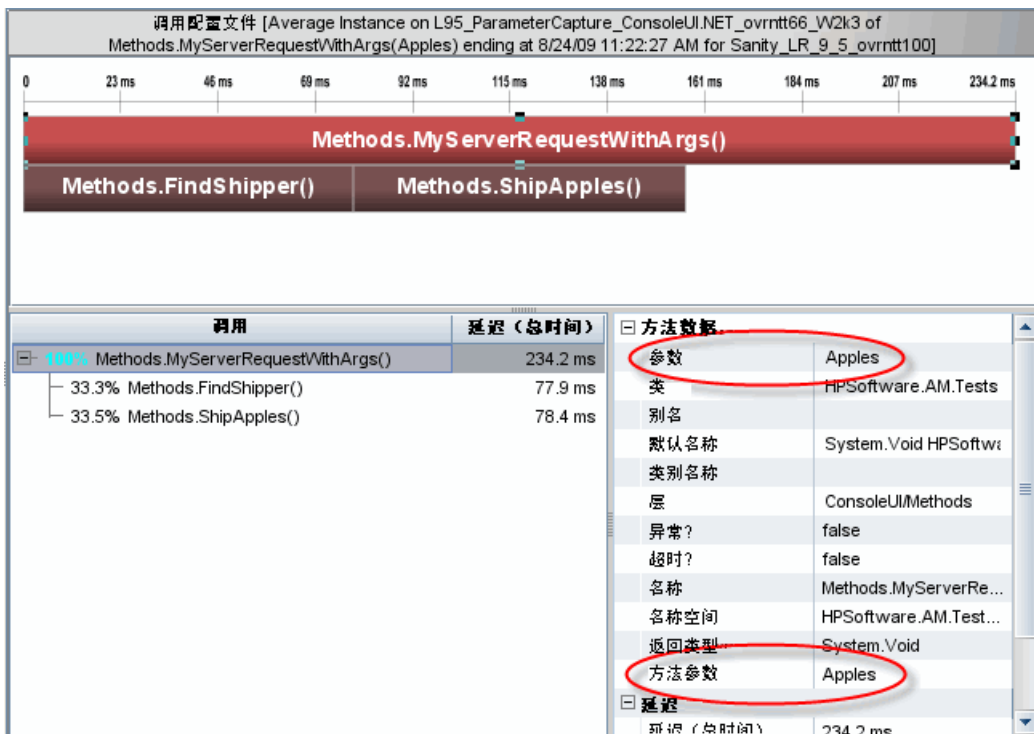 调用配置文件 [Average Instance on L95_ParameterCapture_ConsoleUI.NET_ovrntt66_W2k3 of
Methods.MyServerRequestWithArgs(Apples) ending at 8/24/09 11:22:27 AM for Sanity_LR_9_5_ovrntt100]
0 23 ms 46 ms 69 ms 92 ms 115 ms 138 ms 161 ms 184 ms 207 ms 234.2 ms
Methods.MyServerRequestWithArgs()
Methods.FindShipper() Methods.ShipApples()
调用 延迟（总时间）
100% Methods.MyServerRequestWithArgs() 234.2 ms
33.3% Methods.FindShipper() 77.9 ms
33.5% Methods.ShipApples() 78.4 ms
方法数据
参数 Apples
类 HPSoftware.AM.Tests
别名
默认名称 System.Void HPSoftwa
类别名称
层 ConsoleUI/Methods
异常? false
超时? false
名称 Methods.MyServerRe...
名称空间 HPSoftware.AM.Test...
返回类型 System.Void
方法参数 Apples
延迟
延迟（总时间） 234.2 ms